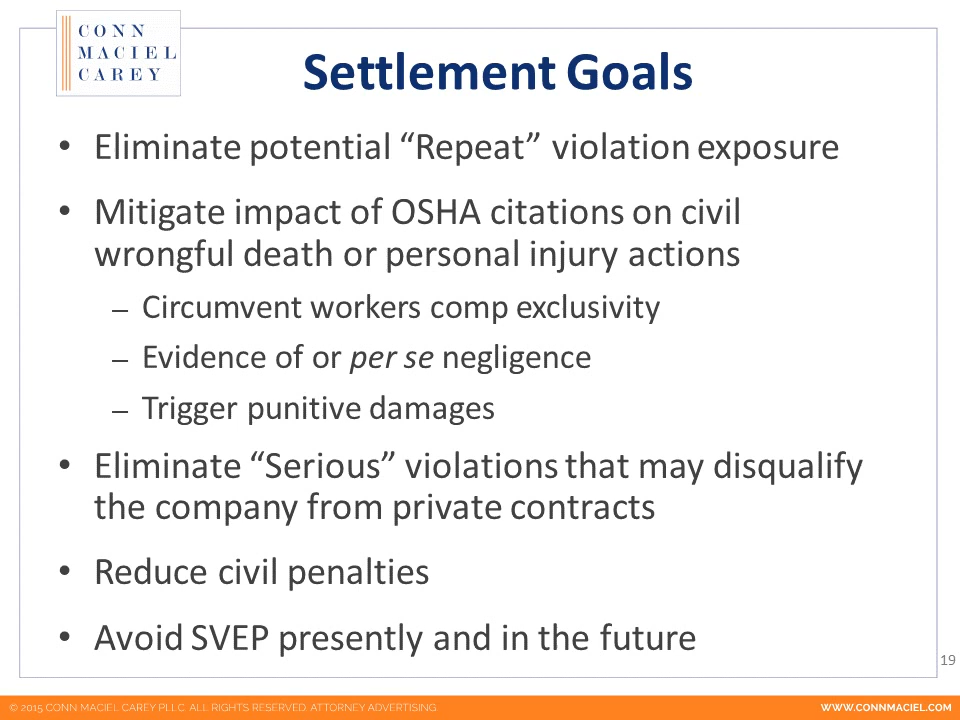 CONN
MACIEL
CAREY
Settlement Goals
• Eliminate potential “Repeat” violation exposure
• Mitigate impact of OSHA citations on civil
wrongful death or personal injury actions
– Circumvent workers comp exclusivity
– Evidence of or per se negligence
– Trigger punitive damages
• Eliminate “Serious” violations that may disqualify
the company from private contracts
• Reduce civil penalties
• Avoid SVEP presently and in the future
19
© 2015 CONN MACIEL CAREY PLLC. ALL RIGHTS RESERVED. ATTORNEY ADVERTISING.
WWW.CONNMACIEL.COM